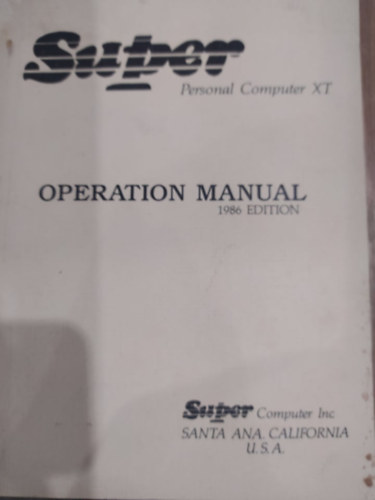 Super
Personal Computer XT
OPERATION MANUAL
1986 EDITION
Super Computer Inc
SANTA ANA. CALIFORNIA
U.S.A.